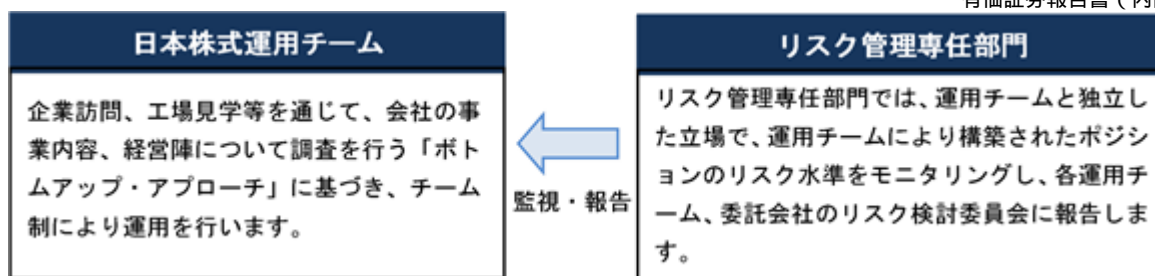 日本株式運用チーム
企業訪問、工場見学等を通じて、会社の事
業内容、経営陣について調査を行う「ボト
ムアップ・アプローチ」に基づき、チーム
制により運用を行います。
監視・報告
リスク管理専任部門
リスク管理専任部門では、運用チームと独立し
た立場で、運用チームにより構築されたポジシ
ョンのリスク水準をモニタリングし、各運用チ
ーム、委託会社のリスク検討委員会に報告しま
す。